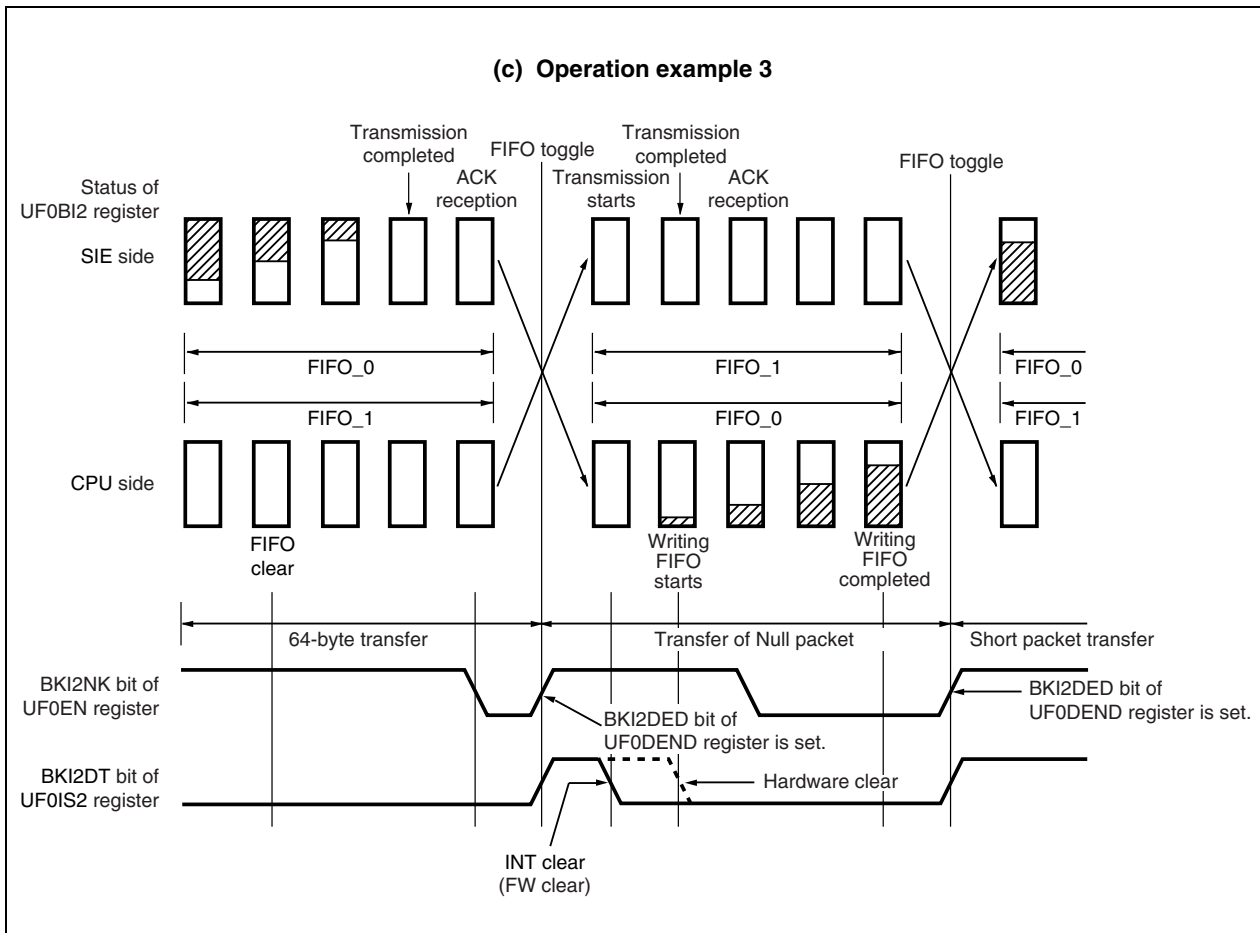 (c) Operation example 3
Transmission
completed
FIFO toggle
Transmission
completed
FIFO toggle
Status of
UF0BI2 register
ACK
reception
Transmission
starts
ACK
reception
SIE side
FIFO_0
FIFO_1
FIFO_0
FIFO_1
FIFO_0
FIFO_1
CPU side
FIFO
clear
Writing
FIFO
starts
Writing
FIFO
completed
64-byte transfer
Transfer of Null packet
Short packet transfer
BKI2NK bit of
UF0EN register
BKI2DED bit of
UF0DEND register is set.
BKI2DED bit of
UF0DEND register is set.
BKI2DT bit of
UF0IS2 register
Hardware clear
INT clear
(FW clear)